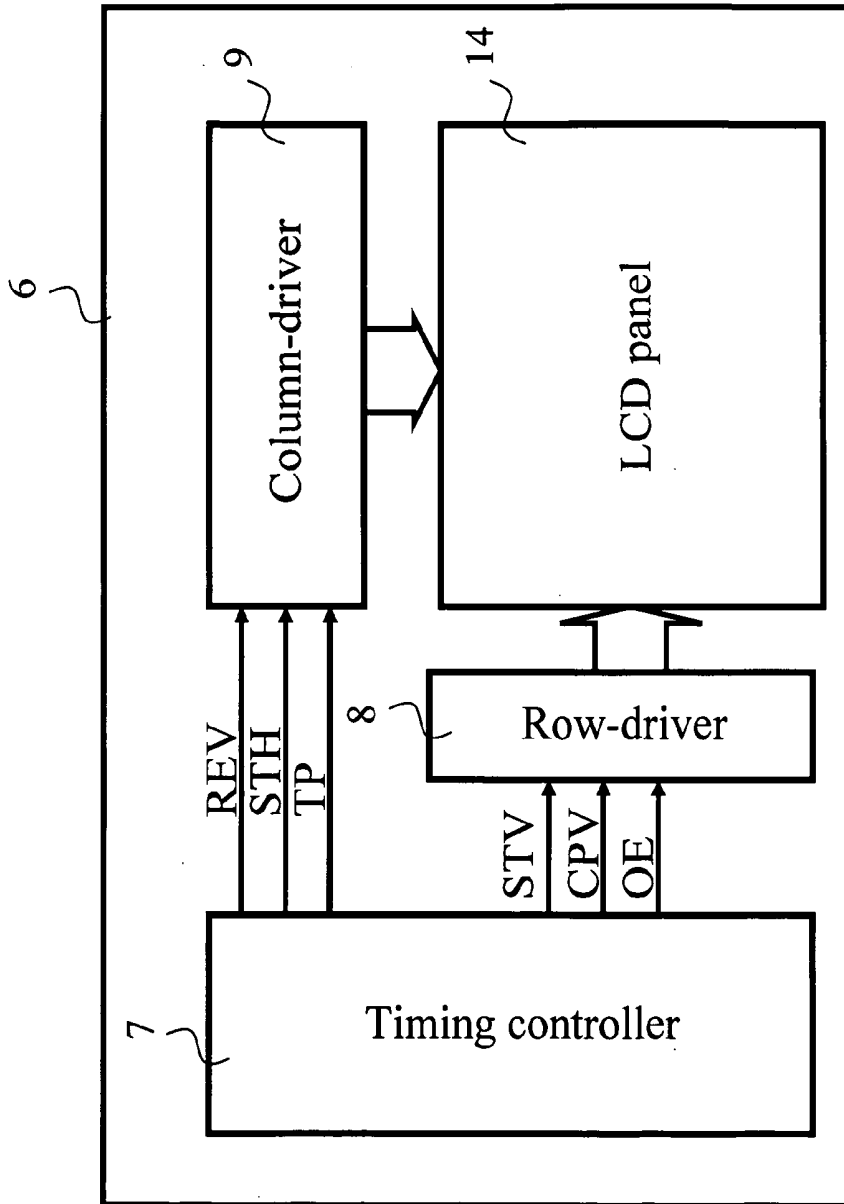 6
9
Column-driver
14
LCD panel
REV
STH
TP
8
Row-driver
STV
CPV
OE
7
Timing controller